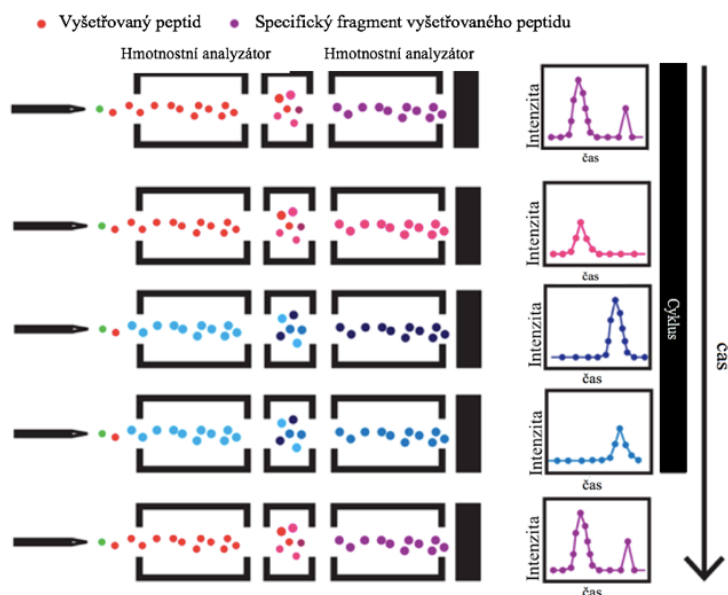 Vyšetřovaný peptid
Specifický fragment vyšetřovaného peptidu
Hmotnostní analyzátor
Hmotnostní analyzátor
Intenzita
čas
Intenzita
čas
Intenzita
čas
Intenzita
čas
Intenzita
čas
Cyklus
čas